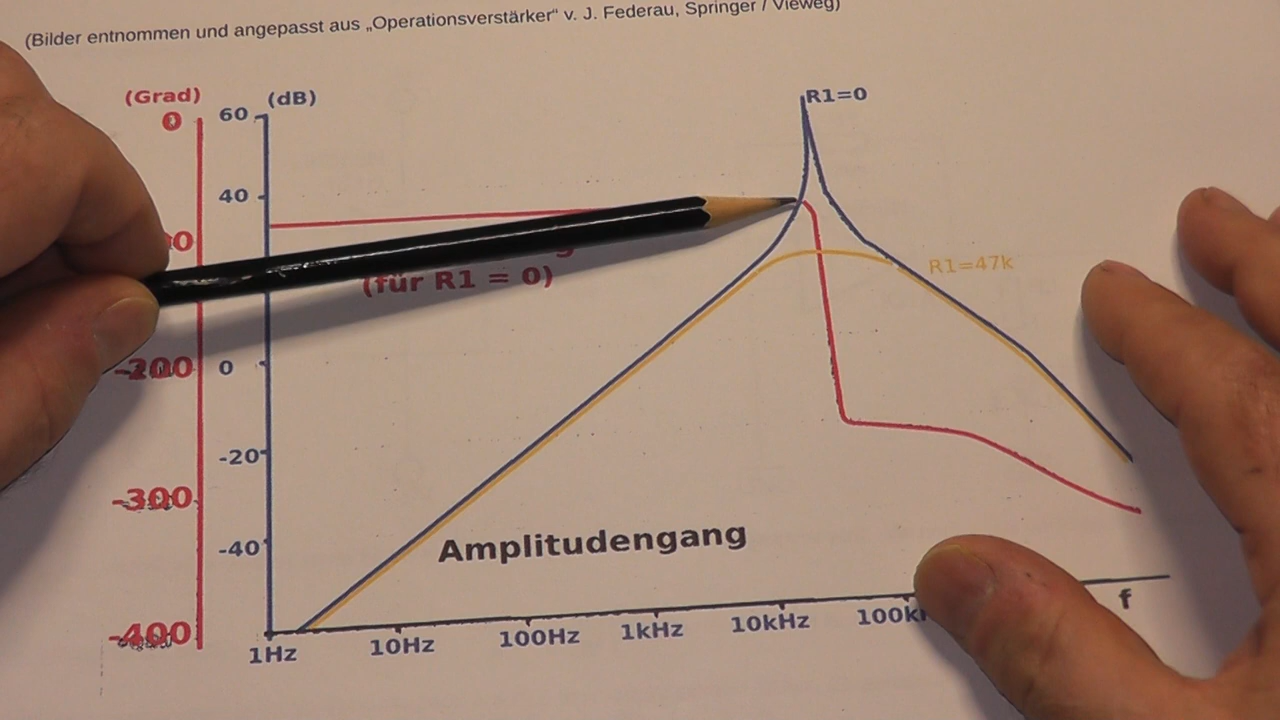 (Bilder entnommen und angepasst aus „Operationsverstärker“ v. J. Federau, Springer / Vieweg)
(Grad) (dB) R1=0
0 60
40
0
R1=47k
(für R1 = 0)
-200 0
-20
-300
-40
Amplitudengang
-400
1Hz 10Hz 100Hz 1kHz 10kHz f